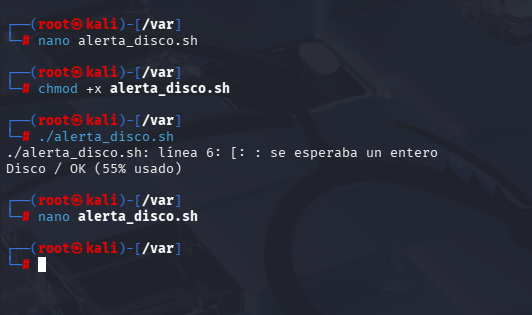 ┌──(root㉿kali)-[/var]
└─# nano alerta_disco.sh
┌──(root㉿kali)-[/var]
└─# chmod +x alerta_disco.sh
┌──(root㉿kali)-[/var]
└─# ./alerta_disco.sh
./alerta_disco.sh: línea 6: [: : se esperaba un entero
Disco / OK (55% usado)
┌──(root㉿kali)-[/var]
└─# nano alerta_disco.sh
┌──(root㉿kali)-[/var]
└─#